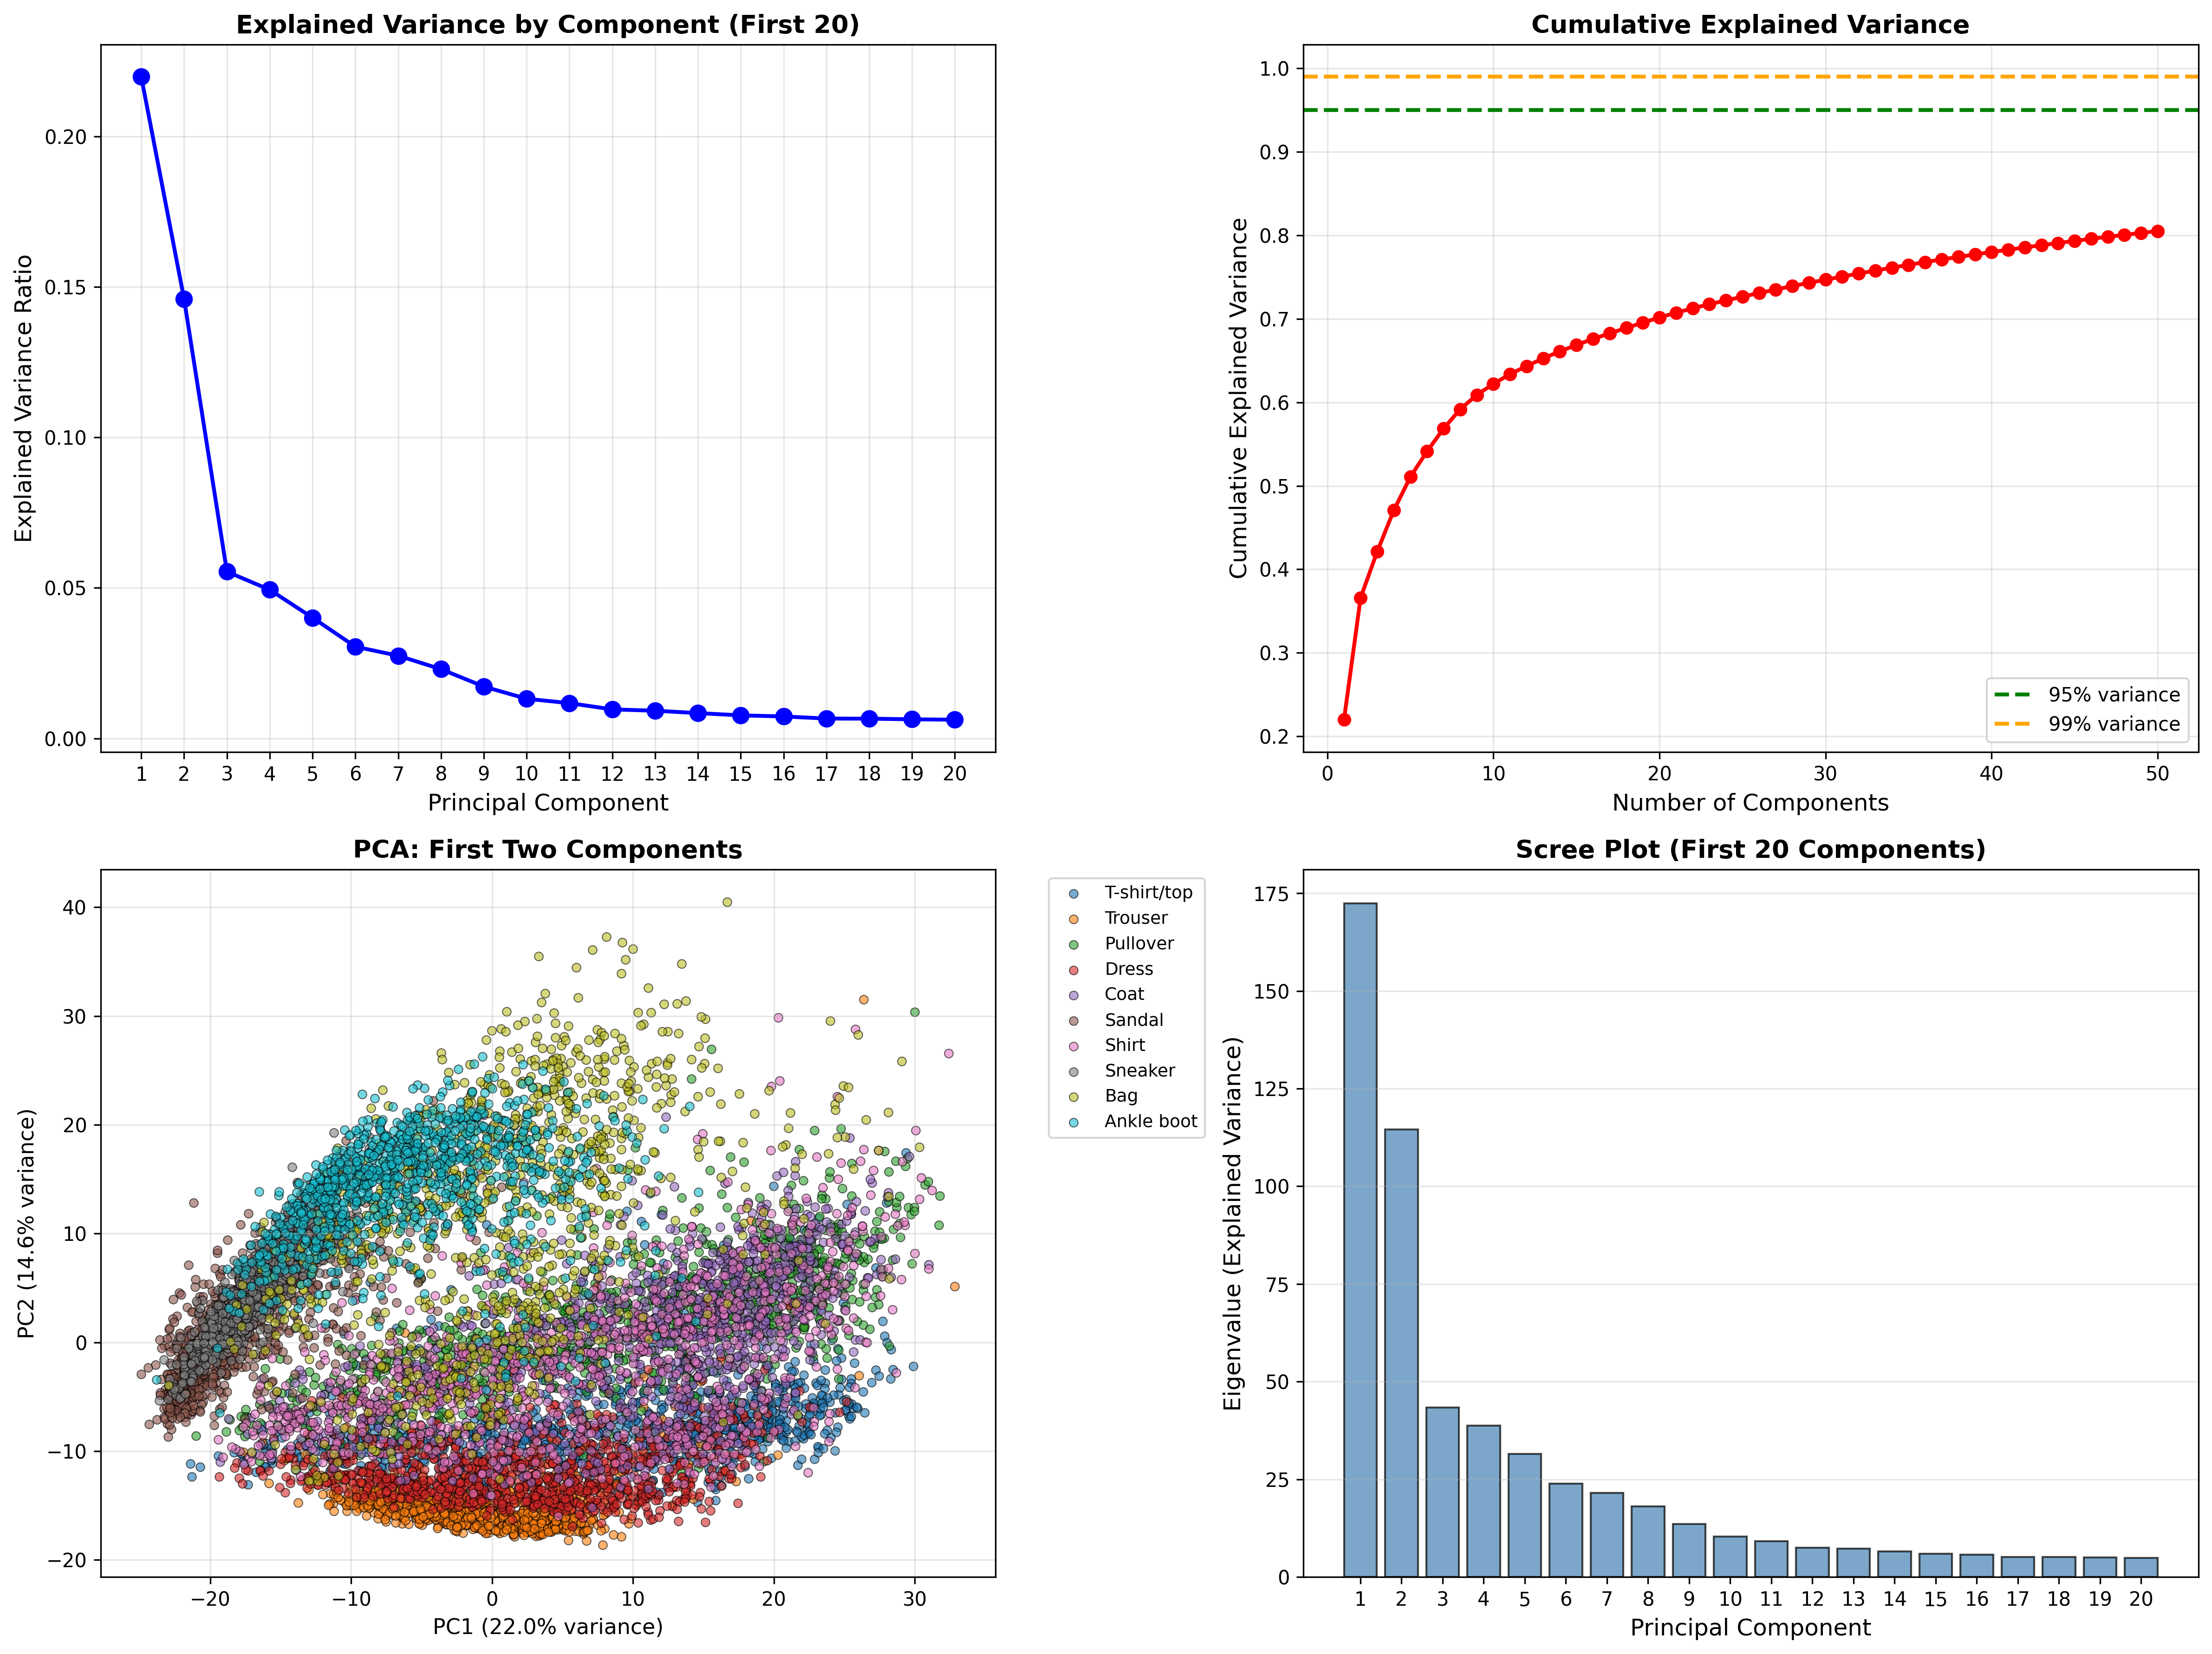 Explained Variance by Component (First 20)
Explained Variance Ratio
0.20
0.15
0.10
0.05
0.00
1 2 3 4 5 6 7 8 9 10 11 12 13 14 15 16 17 18 19 20
Principal Component
Cumulative Explained Variance
Cumulative Explained Variance
1.0
0.9
0.8
0.7
0.6
0.5
0.4
0.3
0.2
95% variance
99% variance
0 10 20 30 40 50
Number of Components
PCA: First Two Components
PC2 (14.6% variance)
40
30
20
10
0
−10
−20
−20 −10 0 10 20 30
PC1 (22.0% variance)
T-shirt/top
Trouser
Pullover
Dress
Coat
Sandal
Shirt
Sneaker
Bag
Ankle boot
Scree Plot (First 20 Components)
Eigenvalue (Explained Variance)
175
150
125
100
75
50
25
0
1 2 3 4 5 6 7 8 9 10 11 12 13 14 15 16 17 18 19 20
Principal Component